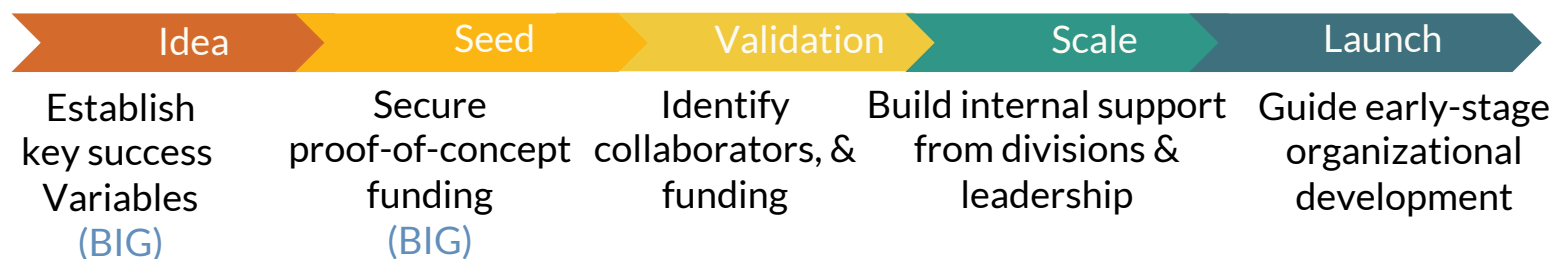 Idea
Seed
Validation
Scale
Launch
Establish
key success
Variables
(BIG)
Secure
proof-of-concept
funding
(BIG)
Identify
collaborators, &
funding
Build internal support
from divisions &
leadership
Guide early-stage
organizational
development